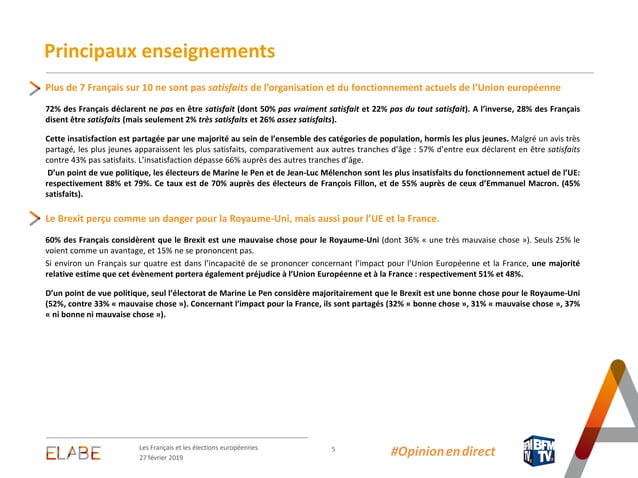 Principaux enseignements
Plus de 7 Français sur 10 ne sont pas satisfaits de l’organisation et du fonctionnement actuels de l’Union européenne
72% des Français déclarent ne pas en être satisfait (dont 50% pas vraiment satisfait et 22% pas du tout satisfait). A l’inverse, 28% des Français
disent être satisfaits (mais seulement 2% très satisfaits et 26% assez satisfaits).
Cette insatisfaction est partagée par une majorité au sein de l’ensemble des catégories de population, hormis les plus jeunes. Malgré un avis très
partagé, les plus jeunes apparaissent les plus satisfaits, comparativement aux autres tranches d’âge : 57% d’entre eux déclarent en être satisfaits
contre 43% pas satisfaits. L’insatisfaction dépasse 66% auprès des autres tranches d’âge.
D’un point de vue politique, les électeurs de Marine le Pen et de Jean-Luc Mélenchon sont les plus insatisfaits du fonctionnement actuel de l’UE:
respectivement 88% et 79%. Ce taux est de 70% auprès des électeurs de François Fillon, et de 55% auprès de ceux d’Emmanuel Macron. (45%
satisfaits).
Le Brexit perçu comme un danger pour la Royaume-Uni, mais aussi pour l’UE et la France.
60% des Français considèrent que le Brexit est une mauvaise chose pour le Royaume-Uni (dont 36% « une très mauvaise chose »). Seuls 25% le
voient comme un avantage, et 15% ne se prononcent pas.
Si environ un Français sur quatre est dans l’incapacité de se prononcer concernant l’impact pour l’Union Européenne et la France, une majorité
relative estime que cet évènement portera également préjudice à l’Union Européenne et à la France : respectivement 51% et 48%.
D’un point de vue politique, seul l’électorat de Marine Le Pen considère majoritairement que le Brexit est une bonne chose pour le Royaume-Uni
(52%, contre 33% « mauvaise chose »). Concernant l’impact pour la France, ils sont partagés (32% « bonne chose », 31% « mauvaise chose », 37%
« ni bonne ni mauvaise chose »).
ELABE
Les Français et les élections européennes
27 février 2019
5
#Opinionendirect
BFM
TV.